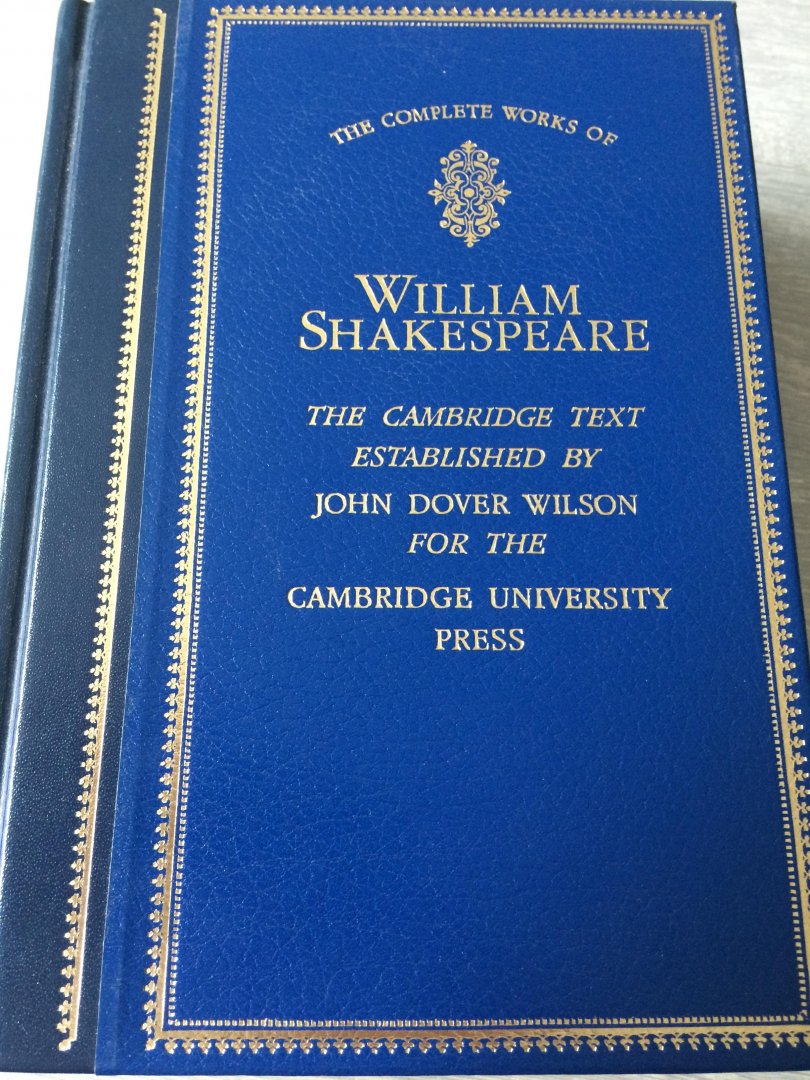 THE COMPLETE WORKS OF
WILLIAM
SHAKESPEARE
THE CAMBRIDGE TEXT
ESTABLISHED BY
JOHN DOVER WILSON
FOR THE
CAMBRIDGE UNIVERSITY
PRESS